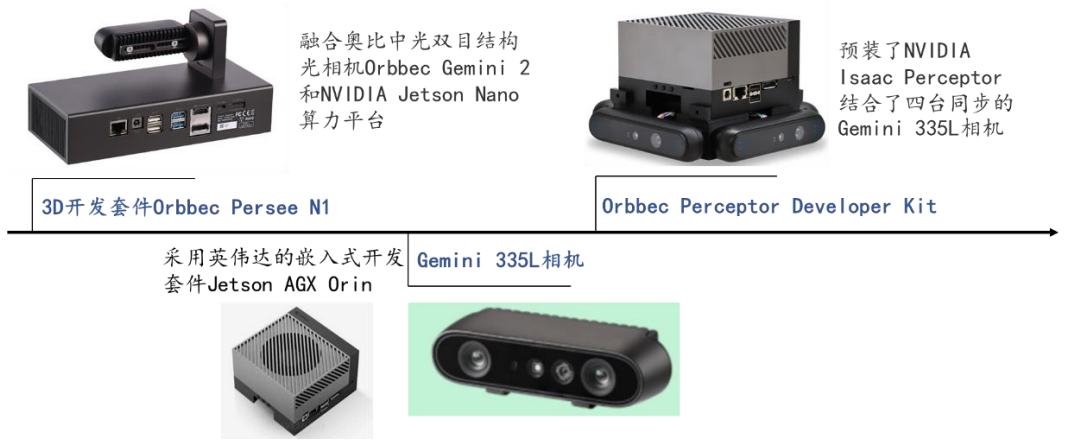 融合奥比中光双目结构
光相机Orbbec Gemini 2
和NVIDIA Jetson Nano
算力平台
预装了NVIDIA
Isaac Perceptor
结合了四台同步的
Gemini 335L相机
3D开发套件Orbbec Persee N1
Orbbec Perceptor Developer Kit
采用英伟达的嵌入式开发
套件Jetson AGX Orin
Gemini 335L相机